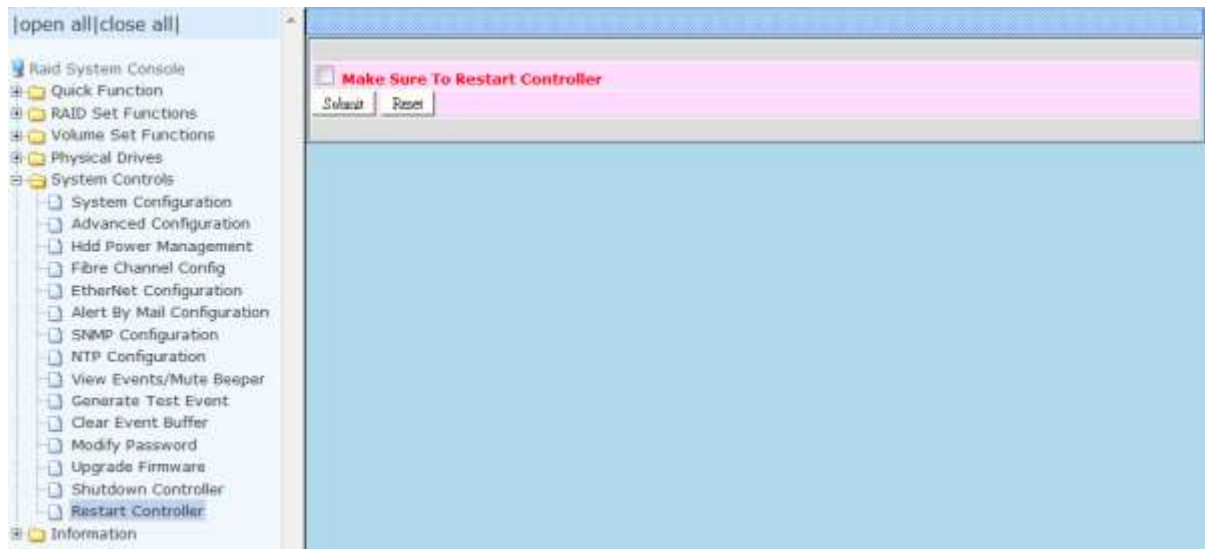 |open all|close all|
Raid System Console
Quick Function
RAID Set Functions
Volume Set Functions
Physical Drives
System Controls
System Configuration
Advanced Configuration
Hdd Power Management
Fibre Channel Config
EtherNet Configuration
Alert By Mail Configuration
SNMP Configuration
NTP Configuration
View Events/Mute Beeper
Generate Test Event
Clear Event Buffer
Modify Password
Upgrade Firmware
Shutdown Controller
Restart Controller
Information
Make Sure To Restart Controller
Submit Reset